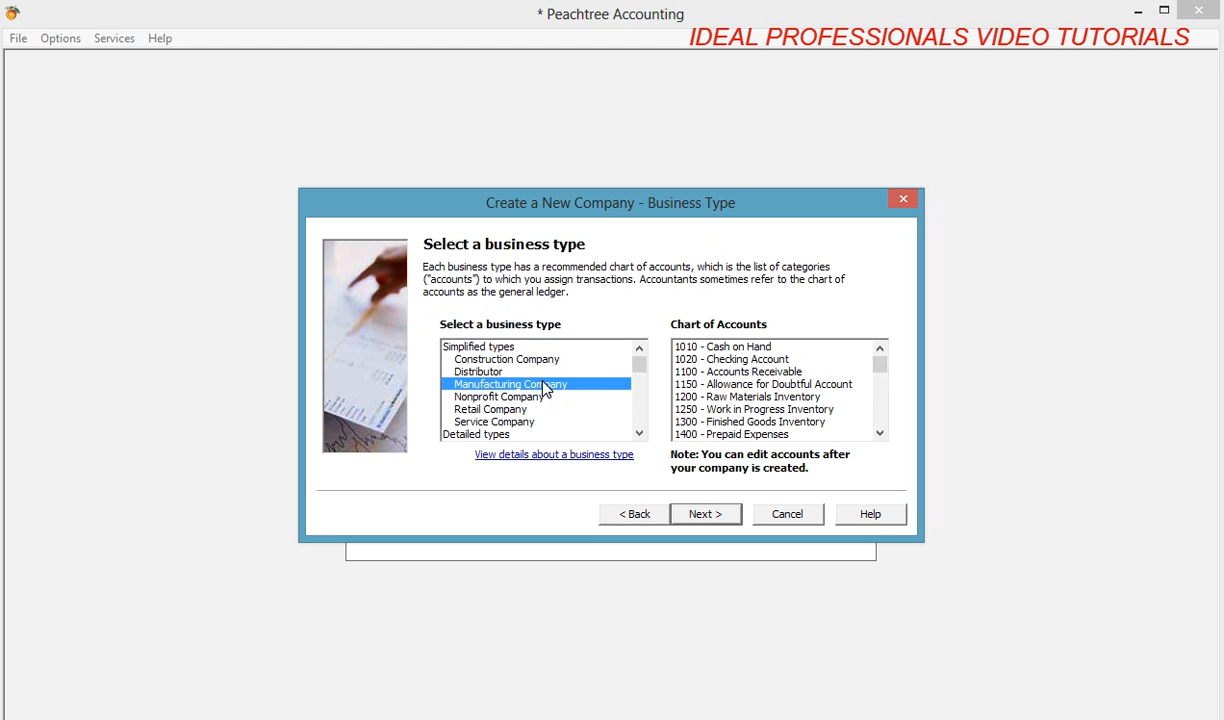 * Peachtree Accounting
File Options Services Help
IDEAL PROFESSIONALS VIDEO TUTORIALS
Create a New Company - Business Type
Select a business type
Each business type has a recommended chart of accounts, which is the list of categories
("accounts") to which you assign transactions. Accountants sometimes refer to the chart of
accounts as the general ledger.
Select a business type
Simplified types
Construction Company
Distributor
Manufacturing Company
Nonprofit Company
Retail Company
Service Company
Detailed types
View details about a business type
Chart of Accounts
1010 - Cash on Hand
1020 - Checking Account
1100 - Accounts Receivable
1150 - Allowance for Doubtful Account
1200 - Raw Materials Inventory
1250 - Work in Progress Inventory
1300 - Finished Goods Inventory
1400 - Prepaid Expenses
Note: You can edit accounts after
your company is created.
< Back Next > Cancel Help